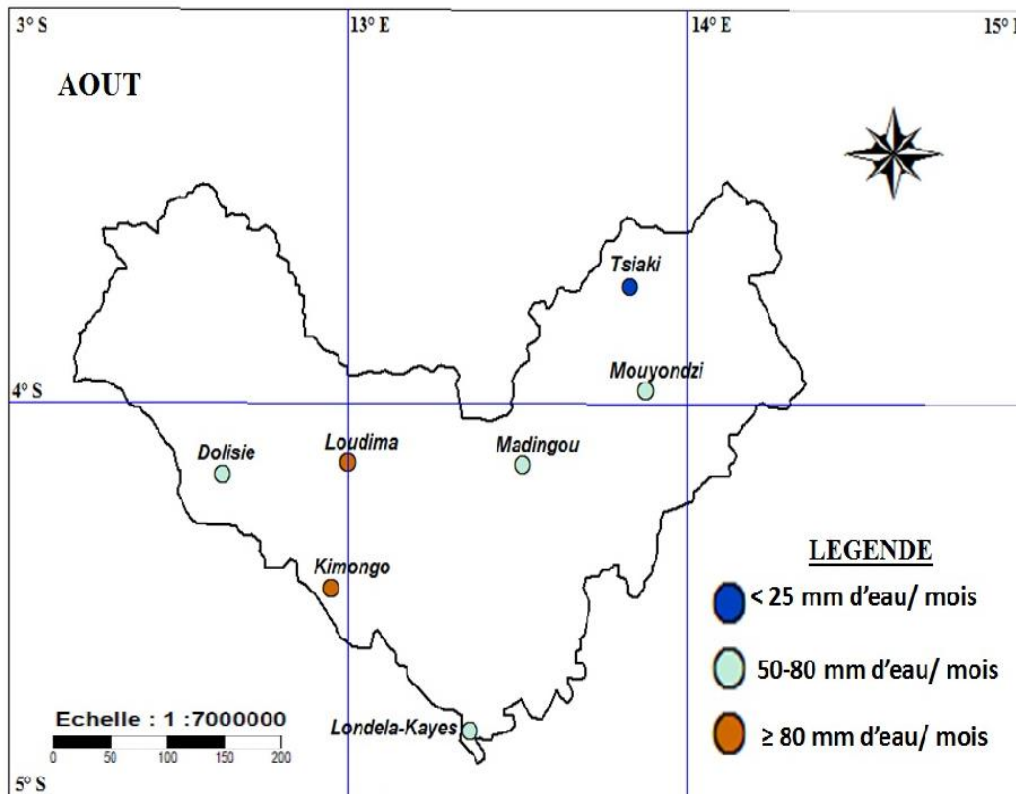 3° S
13° E
14° E
15° E
AOUT
Tsiaki
Mouyondzi
4° S
Dolisie
Loudima
Madingou
Kimongo
LEGENDE
< 25 mm d'eau/ mois
50-80 mm d'eau/ mois
≥ 80 mm d'eau/ mois
Londela-Kayes
Echelle : 1 :7000000
0 50 100 150 200
5° S